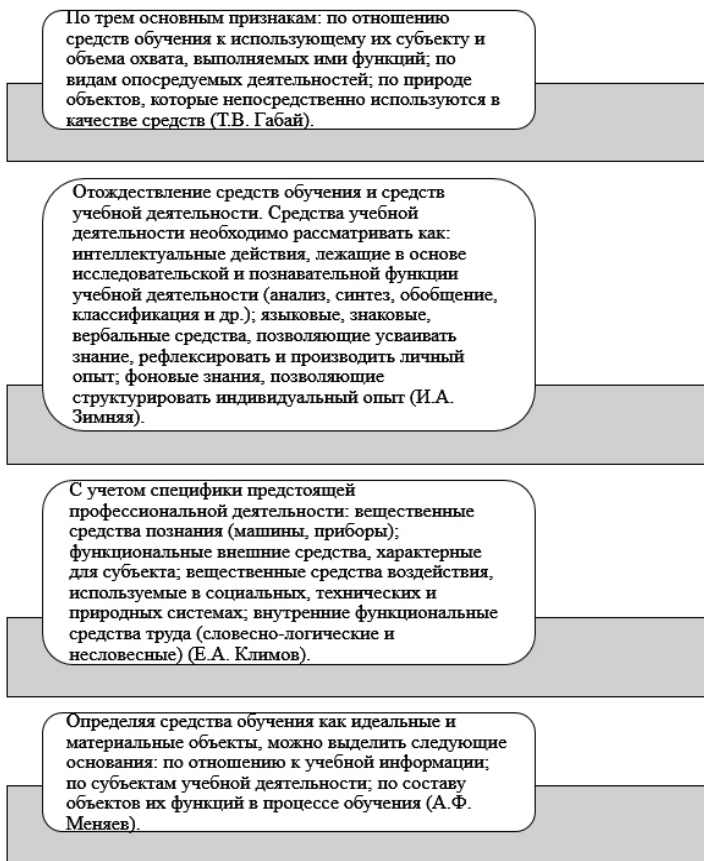 По трем основным признакам: по отношению
средств обучения к использующему их субъекту и
объема охвата, выполняемых ими функций; по
видам опосредуемых деятельностей; по природе
объектов, которые непосредственно используются в
качестве средств (Т.В. Габай).
Отождествление средств обучения и средств
учебной деятельности. Средства учебной
деятельности необходимо рассматривать как:
интеллектуальные действия, лежащие в основе
исследовательской и познавательной функции
учебной деятельности (анализ, синтез, обобщение,
классификация и др.); языковые, знаковые,
вербальные средства, позволяющие усваивать
знание, рефлексировать и производить личный
опыт; фоновые знания, позволяющие
структурировать индивидуальный опыт (И.А.
Зимняя).
С учетом специфики предстоящей
профессиональной деятельности: вещественные
средства познания (машины, приборы);
функциональные внешние средства, характерные
для субъекта; вещественные средства воздействия,
используемые в социальных, технических и
природных системах; внутренние функциональные
средства труда (словесно-логические и
несловесные) (Е.А. Климов).
Определяя средства обучения как идеальные и
материальные объекты, можно выделить следующие
основания: по отношению к учебной информации;
по субъектам учебной деятельности; по составу
объектов их функций в процессе обучения (А.Ф.
Меняев).